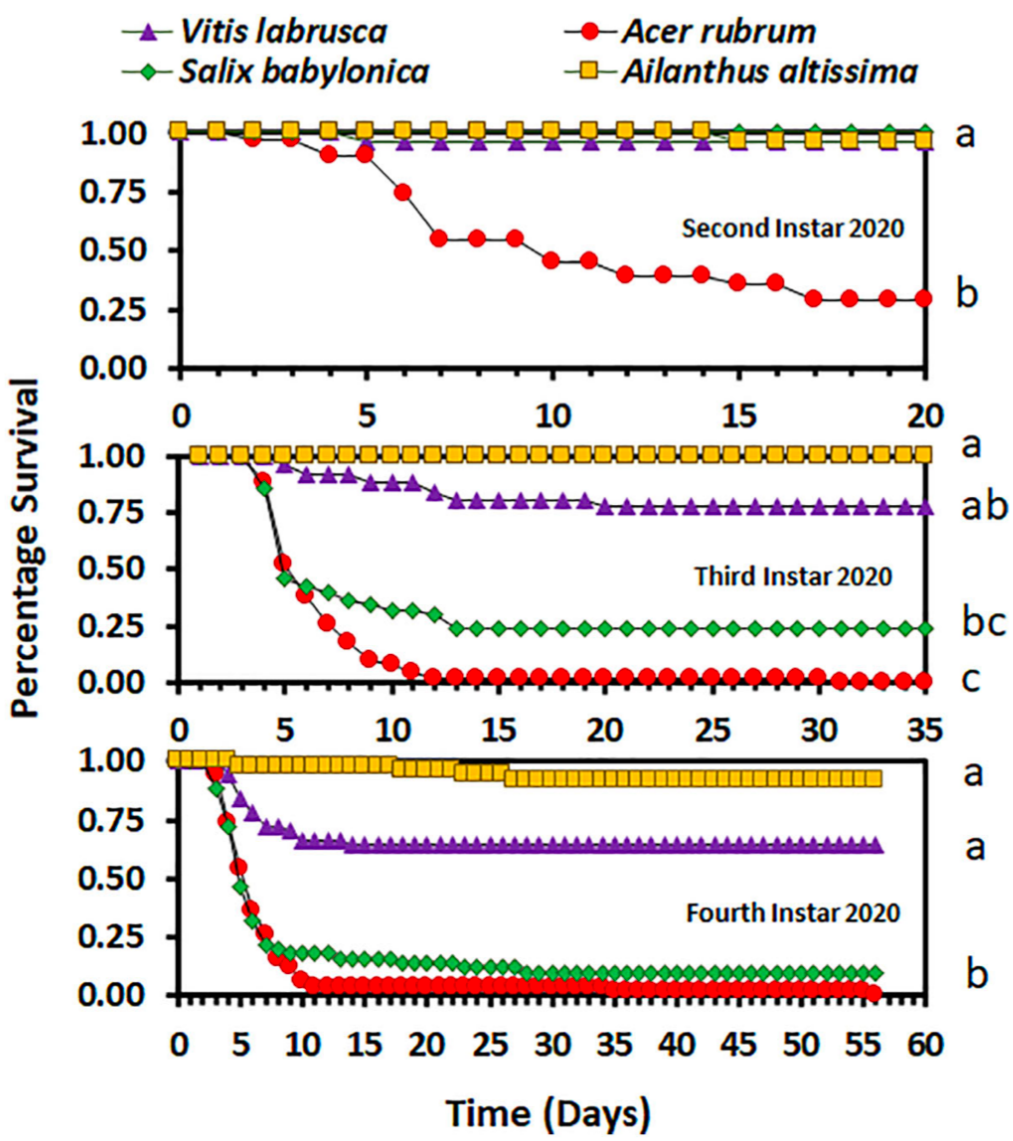 Vitis labrusca Acer rubrum
Salix babylonica Ailanthus altissima
Percentage Survival
1.00 a
0.75
Second Instar 2020
0.50
0.25 b
0.00
0 5 10 15 20
1.00 a
0.75 ab
0.50
Third Instar 2020
0.25 bc
0.00 c
0 5 10 15 20 25 30 35
1.00 a
0.75
a
0.50
Fourth Instar 2020
0.25
b
0.00
0 5 10 15 20 25 30 35 40 45 50 55 60
Time (Days)